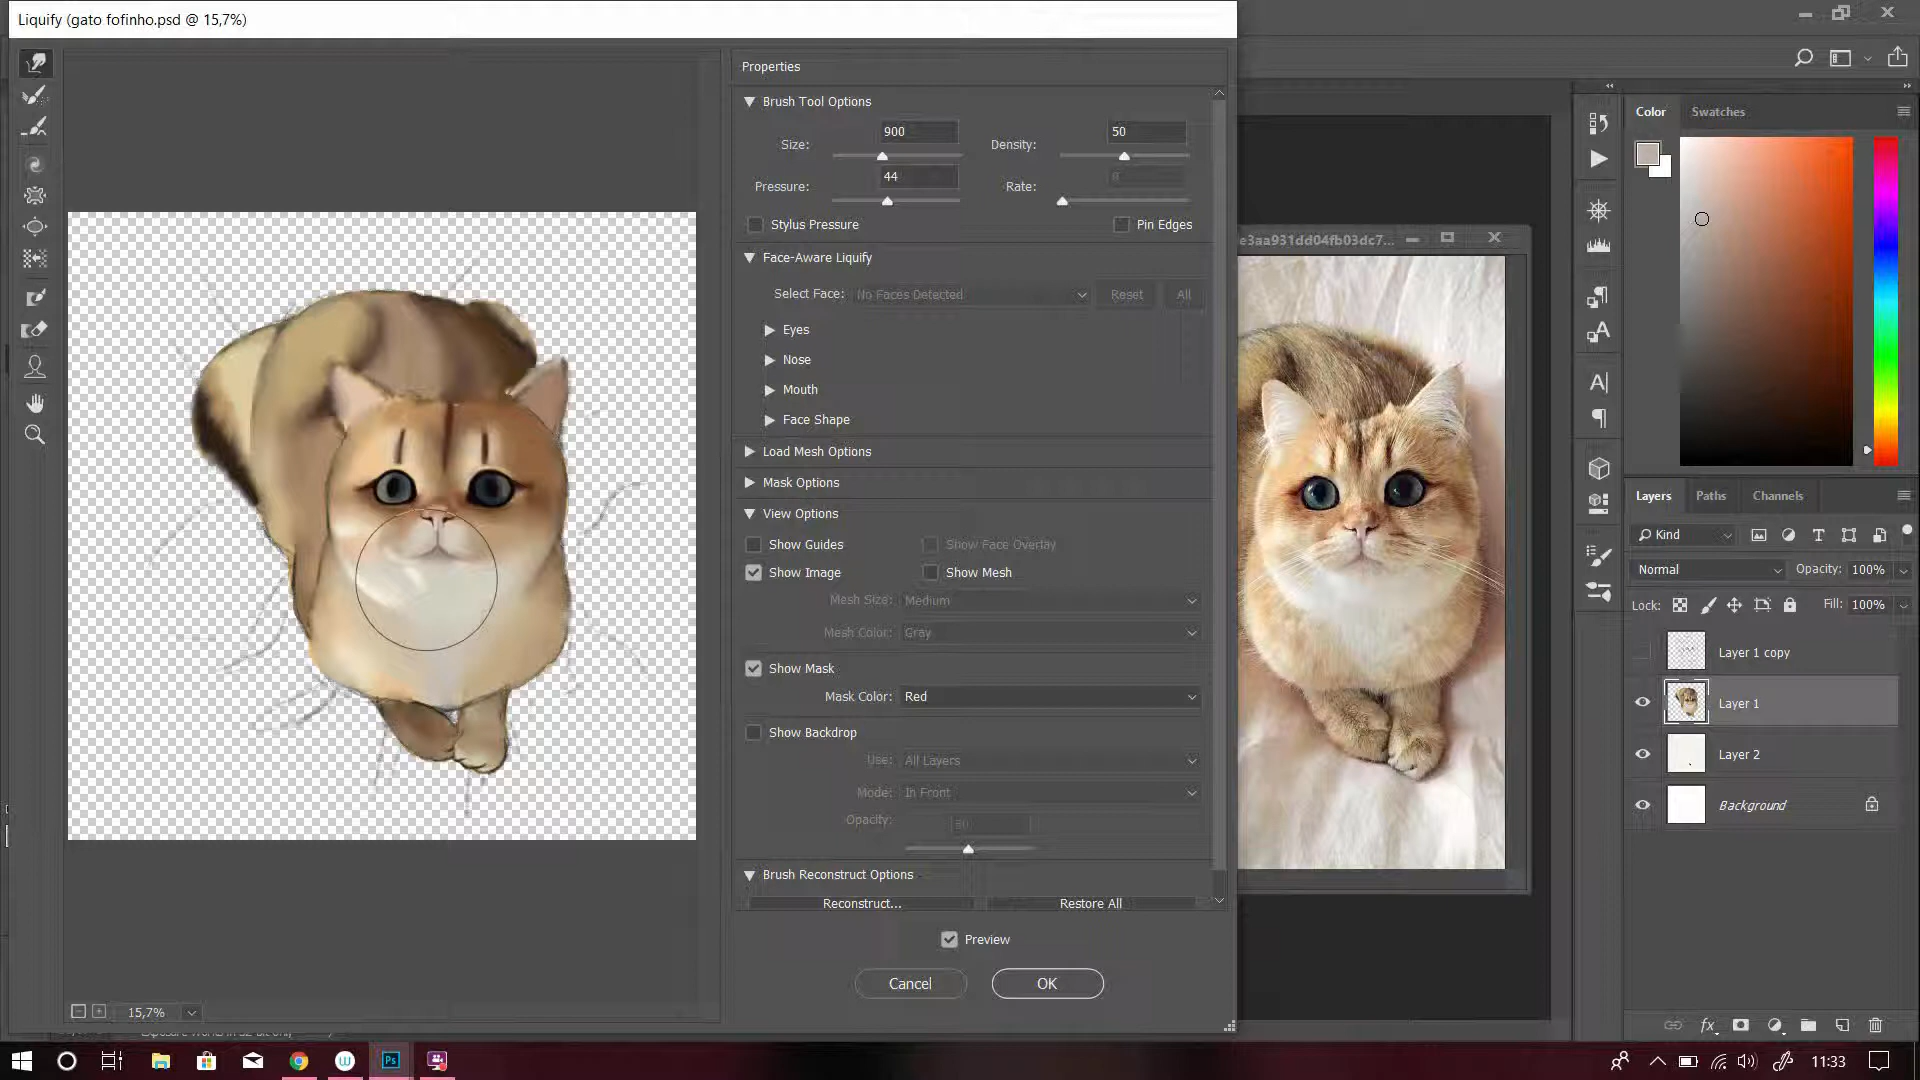 Liquify (gato fofinho.psd @ 15,7%)
Properties
Brush Tool Options
900
50
Size:
Density:
44
0
Pressure:
Rate:
Stylus Pressure
Pin Edges
Face-Aware Liquify
Select Face:
No Faces Detected
Reset
All
Eyes
Nose
Mouth
Face Shape
Load Mesh Options
Mask Options
View Options
Show Guides
Show Face Overlay
Show Image
Show Mesh
Mesh Size:
Medium
Mesh Color:
Gray
Show Mask
Mask Color:
Red
Show Backdrop
Use:
All Layers
Mode:
In Front
Opacity:
80
Brush Reconstruct Options
Reconstruct...
Restore All
Preview
Cancel
OK
15,7%
e3aa931dd04fb03dc7...
Color
Swatches
Layers
Paths
Channels
Kind
Normal
Opacity:
100%
Lock:
Fill:
100%
Layer 1 copy
Layer 1
Layer 2
Background
fx
Ps
11:33